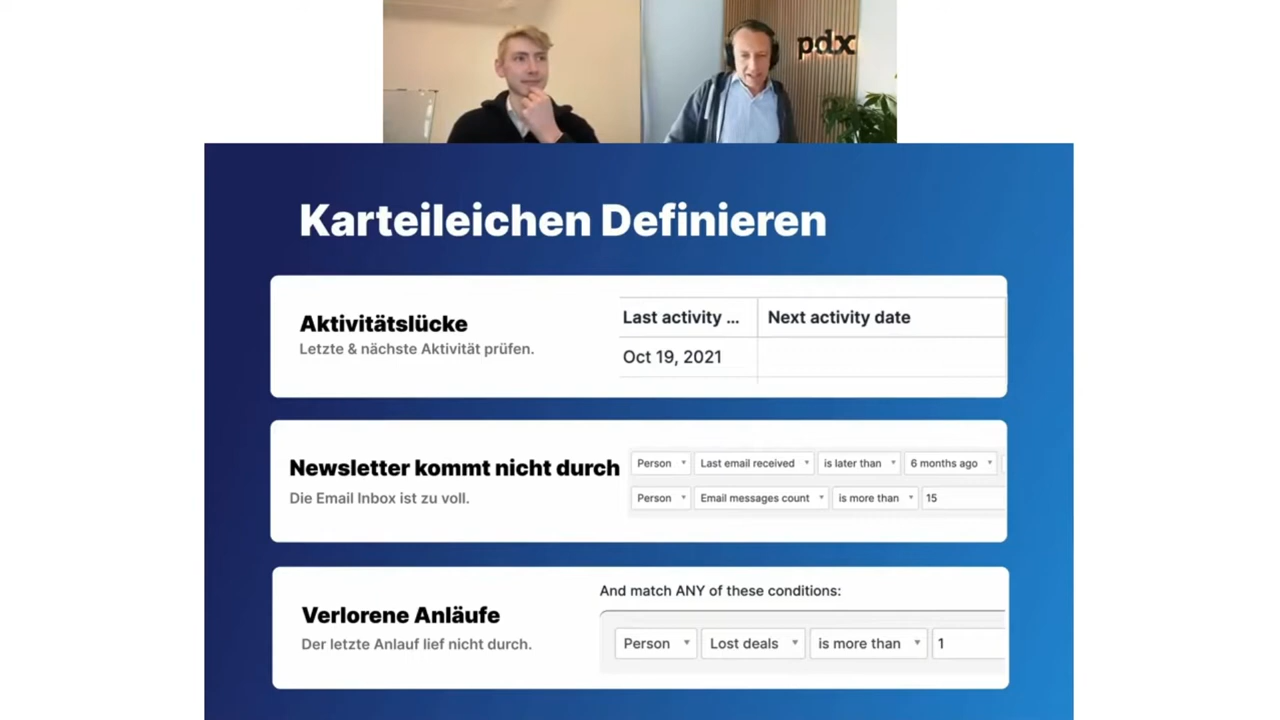 pdx
Karteileichen Definieren
Aktivitätslücke
Letzte & nächste Aktivität prüfen.
Last activity ... Next activity date
Oct 19, 2021
Newsletter kommt nicht durch
Die Email Inbox ist zu voll.
Person Last email received is later than 6 months ago
Person Email messages count is more than 15
Verlorene Anläufe
Der letzte Anlauf lief nicht durch.
And match ANY of these conditions:
Person Lost deals is more than 1